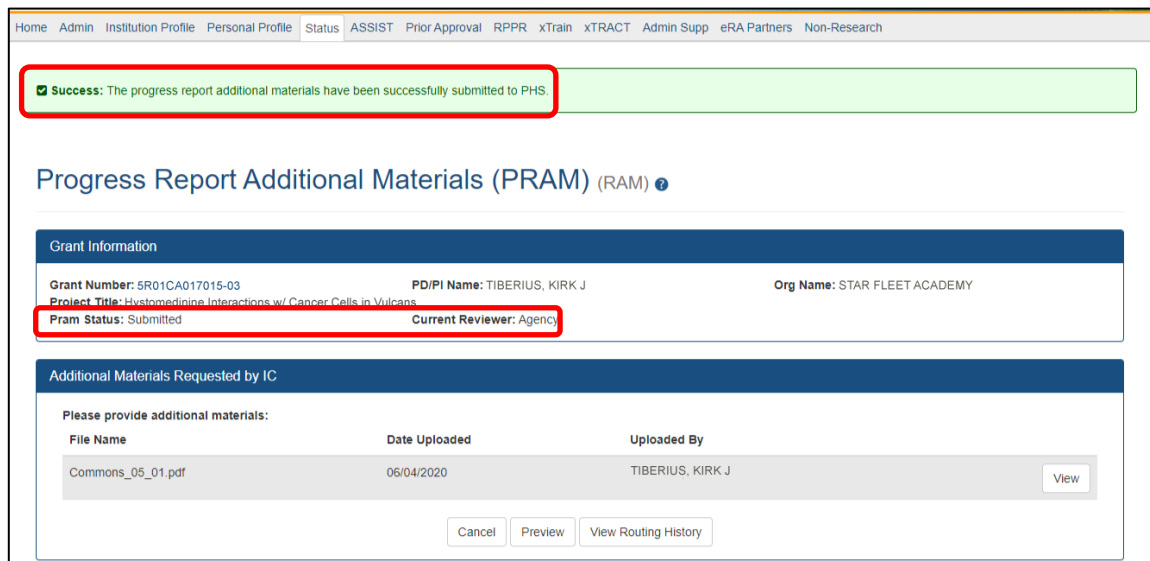 Home Admin Institution Profile Personal Profile Status ASSIST Prior Approval RPPR xTrain xTRACT Admin Supp eRA Partners Non-Research
Success: The progress report additional materials have been successfully submitted to PHS.
Progress Report Additional Materials (PRAM) (RAM) ?
Grant Information
Grant Number: 5R01CA017015-03 PD/PI Name: TIBERIUS, KIRK J Org Name: STAR FLEET ACADEMY
Project Title: Hystomedinine Interactions w/ Cancer Cells in Vulcans
Pram Status: Submitted Current Reviewer: Agency
Additional Materials Requested by IC
Please provide additional materials:
File Name Date Uploaded Uploaded By
Commons_05_01.pdf 06/04/2020 TIBERIUS, KIRK J View
Cancel Preview View Routing History